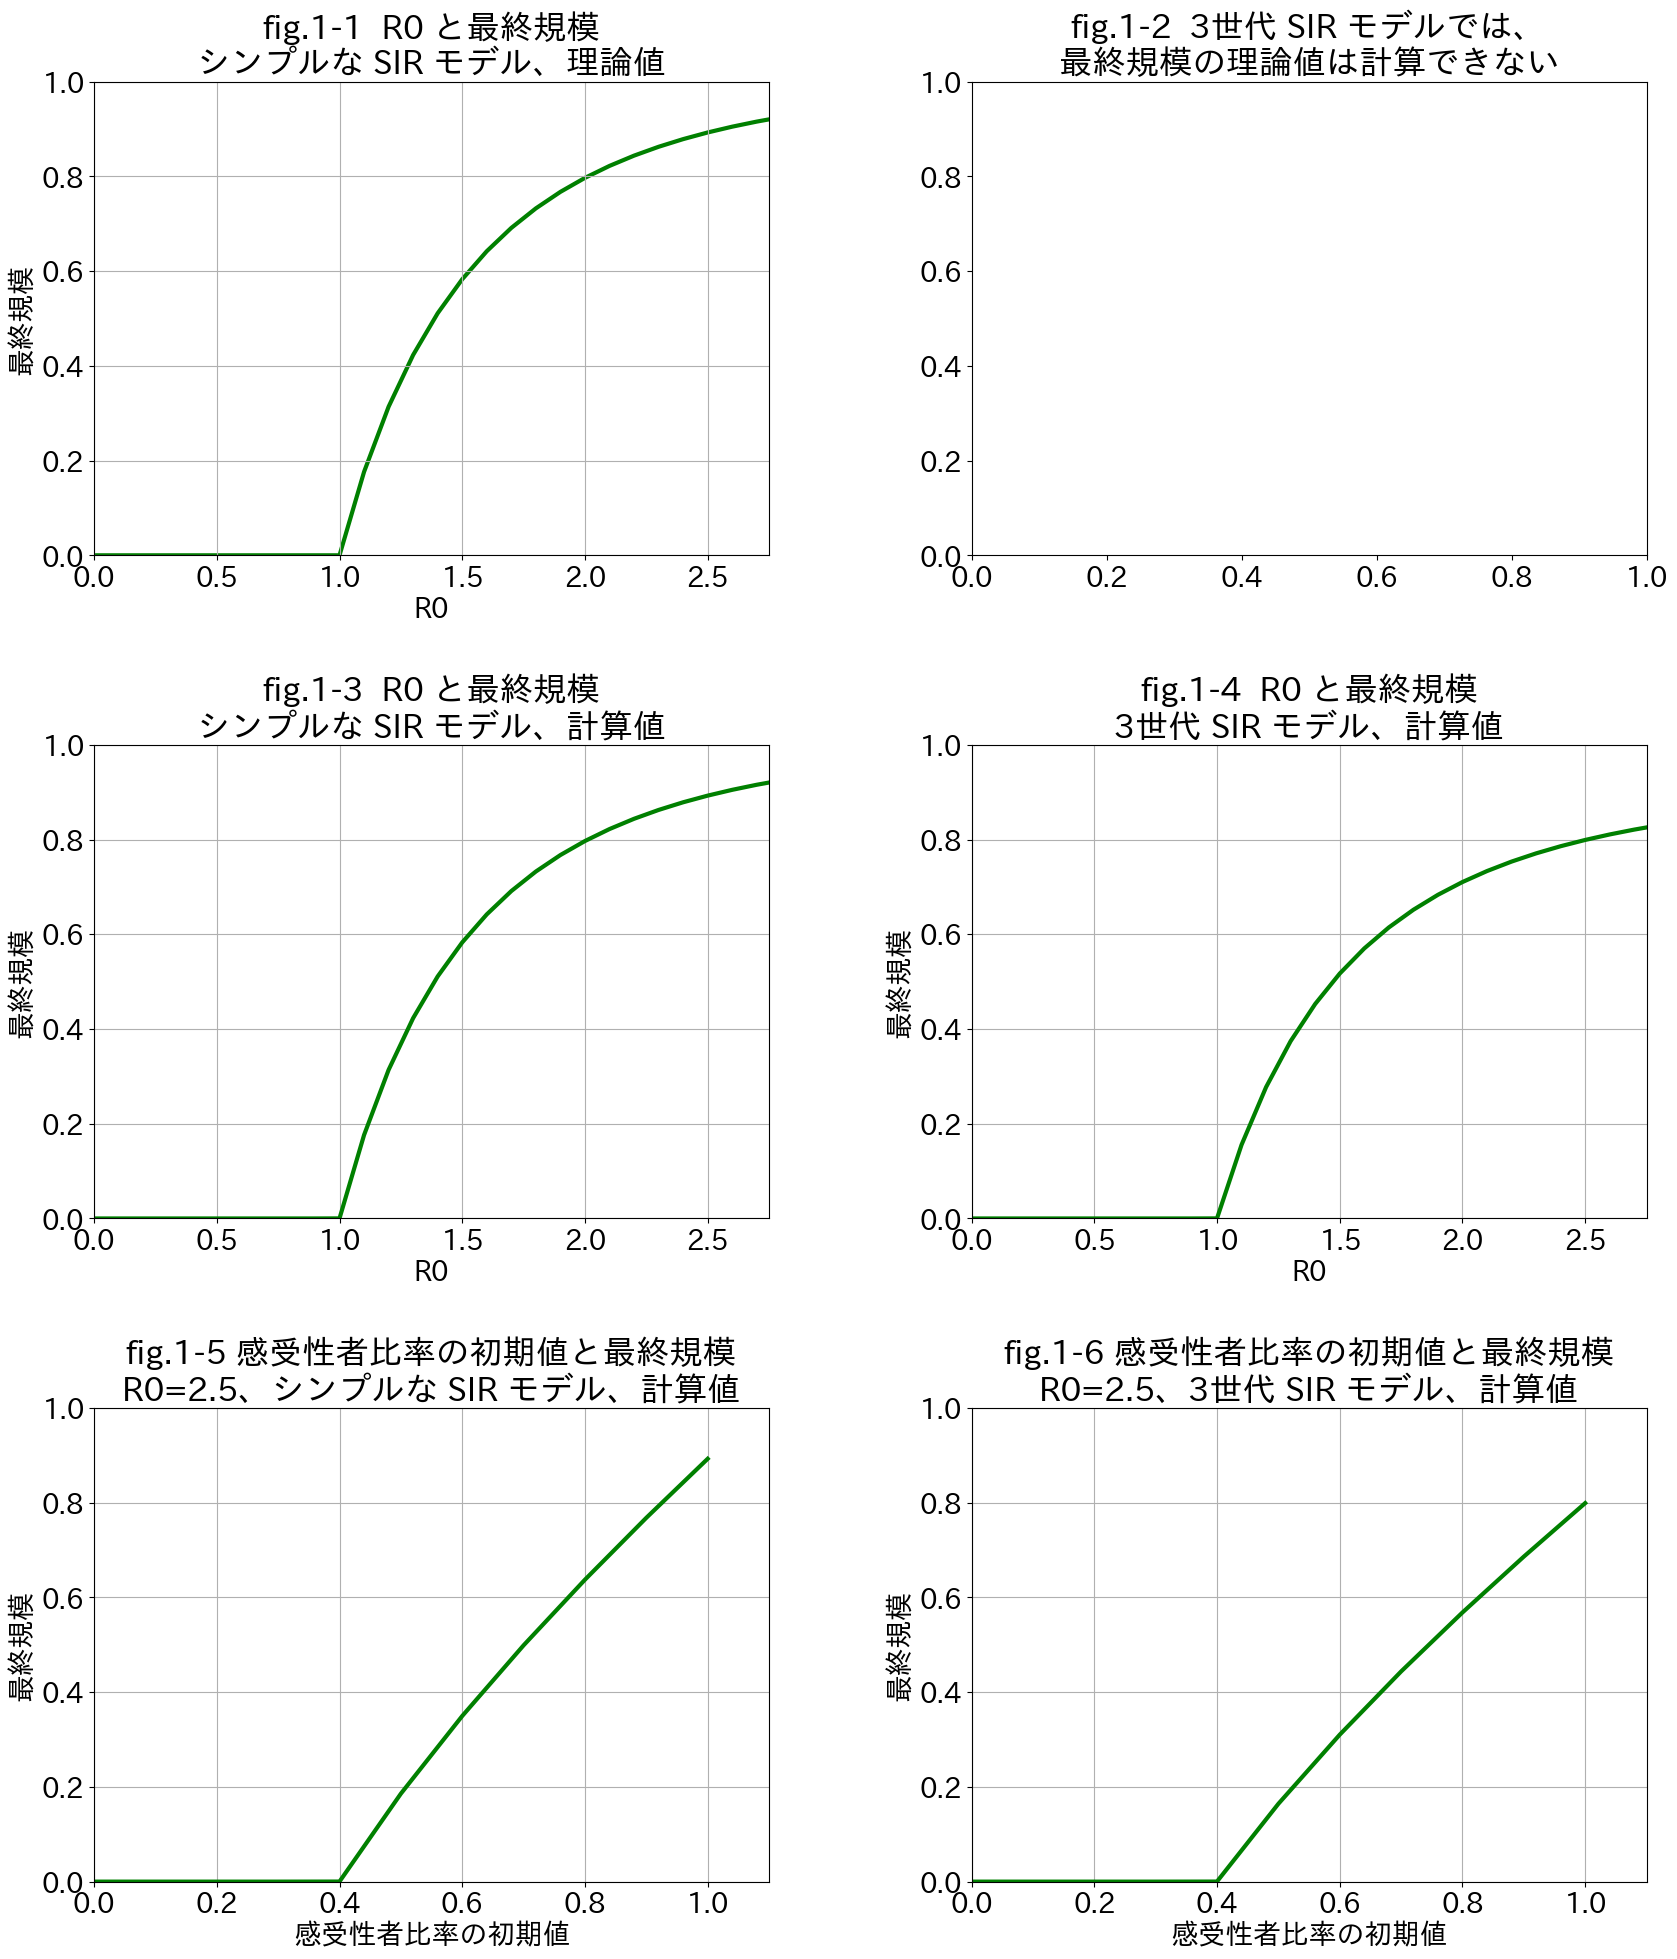 fig.1-1 R0 と最終規模
シンプルな SIR モデル、理論値
1.0
0.8
0.6
0.4
0.2
0.0
最終規模
0.0 0.5 1.0 1.5 2.0 2.5
R0
fig.1-2 3世代 SIR モデルでは、
最終規模の理論値は計算できない
1.0
0.8
0.6
0.4
0.2
0.0
0.0 0.2 0.4 0.6 0.8 1.0
fig.1-3 R0 と最終規模
シンプルな SIR モデル、計算値
1.0
0.8
0.6
0.4
0.2
0.0
最終規模
0.0 0.5 1.0 1.5 2.0 2.5
R0
fig.1-4 R0 と最終規模
3世代 SIR モデル、計算値
1.0
0.8
0.6
0.4
0.2
0.0
最終規模
0.0 0.5 1.0 1.5 2.0 2.5
R0
fig.1-5 感受性者比率の初期値と最終規模
R0=2.5、シンプルな SIR モデル、計算値
1.0
0.8
0.6
0.4
0.2
0.0
最終規模
0.0 0.2 0.4 0.6 0.8 1.0
感受性者比率の初期値
fig.1-6 感受性者比率の初期値と最終規模
R0=2.5、3世代 SIR モデル、計算値
1.0
0.8
0.6
0.4
0.2
0.0
最終規模
0.0 0.2 0.4 0.6 0.8 1.0
感受性者比率の初期値